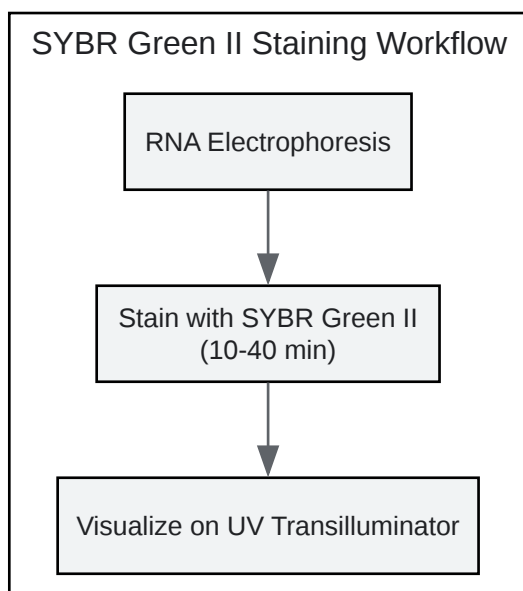 SYBR Green II Staining Workflow
RNA Electrophoresis
Stain with SYBR Green II
(10-40 min)
Visualize on UV Transilluminator